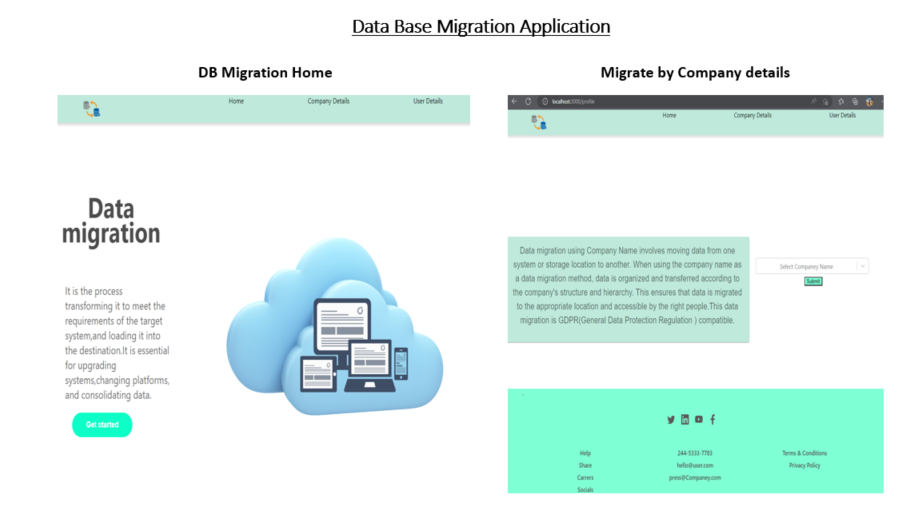 Data Base Migration Application
DB Migration Home
Migrate by Company details
Home Company Details User Details
Data
migration
It is the process
transforming it to meet the
requirements of the target
system,and loading it into
the destination.It is essential
for upgrading
systems,changing platforms,
and consolidating data.
Get started
localhost:3000/profile
Home Company Details User Details
Data migration using Company Name involves moving data from one
system or storage location to another. When using the company name as
a data migration method, data is organized and transferred according to
the company's structure and hierarchy. This ensures that data is migrated
to the appropriate location and accessible by the right people.This data
migration is GDPR(General Data Protection Regulation ) compatible.
Select Companey Name
Submit
Help 244-5333-7783 Terms & Conditions
Share hello@user.com Privacy Policy
Carrers press@Companey.com
Socials